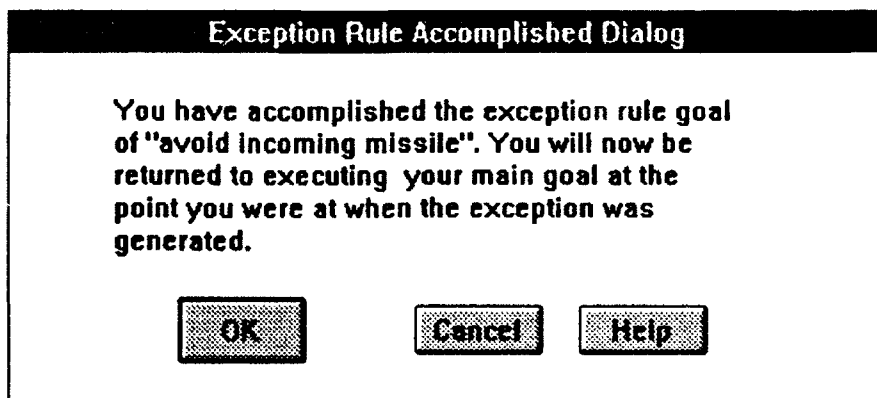 Exception Rule Accomplished Dialog
You have accomplished the exception rule goal
of "avoid incoming missile". You will now be
returned to executing your main goal at the
point you were at when the exception was
generated.
OK Cancel Help